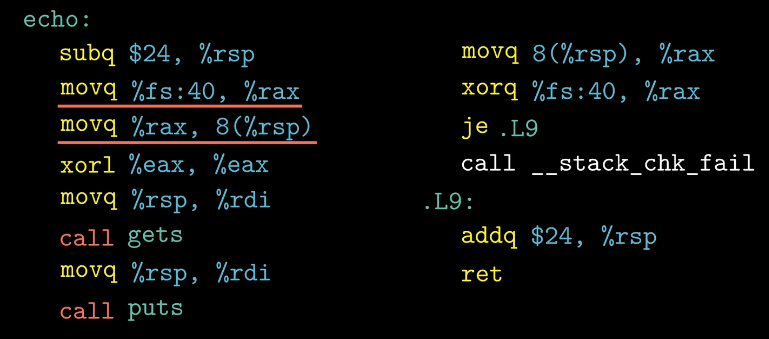 echo:
subq $24, %rsp
movq %fs:40, %rax
movq %rax, 8(%rsp)
xorl %eax, %eax
movq %rsp, %rdi
call gets
movq %rsp, %rdi
call puts
movq 8(%rsp), %rax
xorq %fs:40, %rax
je .L9
call __stack_chk_fail
.L9:
addq $24, %rsp
ret